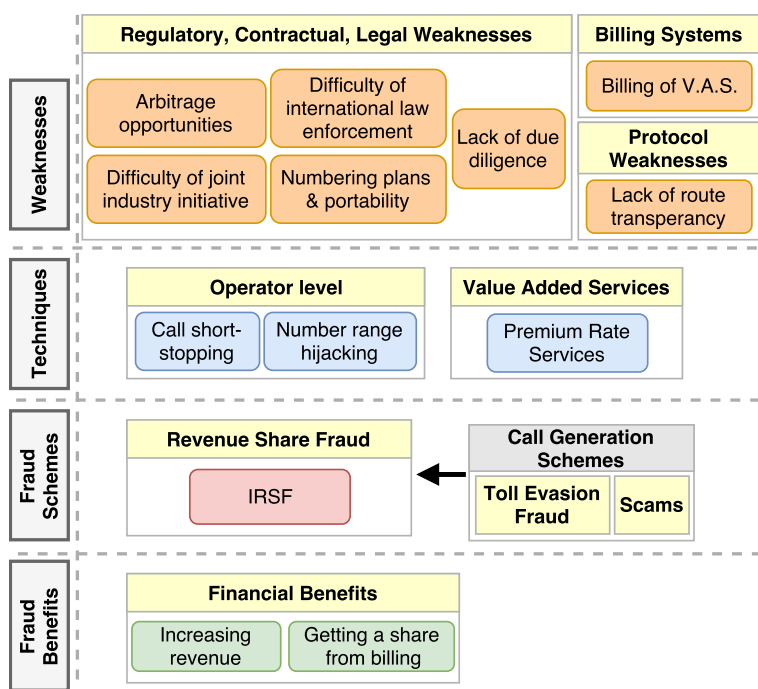 Weaknesses
Regulatory, Contractual, Legal Weaknesses
Arbitrage
opportunities
Difficulty of
international law
enforcement
Lack of due
diligence
Difficulty of joint
industry initiative
Numbering plans
& portability
Billing Systems
Billing of V.A.S.
Protocol
Weaknesses
Lack of route
transperancy
Techniques
Operator level
Call short-
stopping
Number range
hijacking
Value Added Services
Premium Rate
Services
Fraud
Schemes
Revenue Share Fraud
IRSF
Call Generation
Schemes
Toll Evasion
Fraud
Scams
Fraud
Benefits
Financial Benefits
Increasing
revenue
Getting a share
from billing